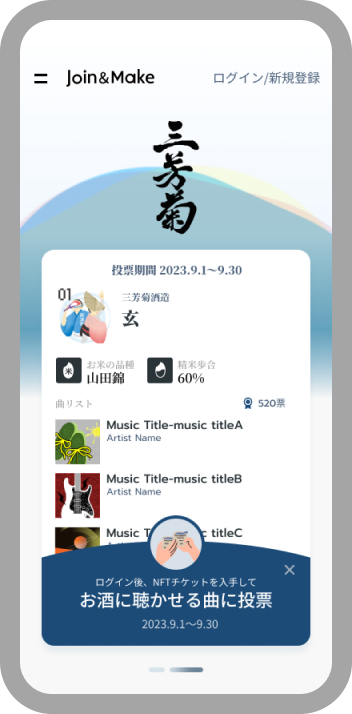 Join&Make
ログイン/新規登録
三芳菊
投票期間 2023.9.1〜9.30
01
三芳菊酒造
玄
お米の品種
山田錦
米
精米歩合
60%
曲リスト
520票
Music Title-music titleA
Artist Name
Music Title-music titleB
Artist Name
Music T
c titleC
ログイン後、NFTチケットを入手して
お酒に聴かせる曲に投票
2023.9.1〜9.30